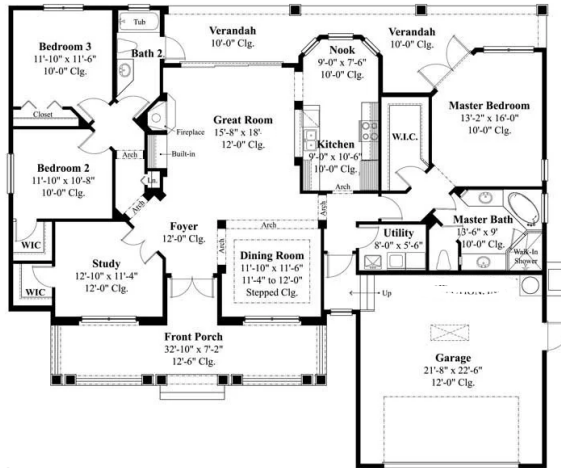 Tub
Verandah
10'-0" Clg.
Verandah
10'-0" Clg.
Bedroom 3
11'-10" x 11'-6"
10'-0" Clg.
Bath 2
Nook
9'-0" x 7'-6"
10'-0" Clg.
Master Bedroom
13'-2" x 16'-0"
10'-0" Clg.
Closet
Great Room
15'-8" x 18'-
12'-0" Clg.
Fireplace
W.I.C.
Kitchen
9'-0" x 10'-6"
10'-0" Clg.
Arch
Built-in
Bedroom 2
11'-10" x 10'-8"
10'-0" Clg.
Arch
Arch
Foyer
12'-0" Clg.
Arch
Arch
Arch
Master Bath
13'-6" x 9'
10'-0" Clg.
Walk-In
Shower
Utility
8'-0" x 5'-6"
WIC
Study
12'-10" x 11'-4"
12'-0" Clg.
Dining Room
11'-10" x 11'-6"
11'-4" to 12'-0"
Stepped Clg.
WIC
Up
Front Porch
32'-10" x 7'-2"
12'-6" Clg.
Garage
21'-8" x 22'-6"
12'-0" Clg.